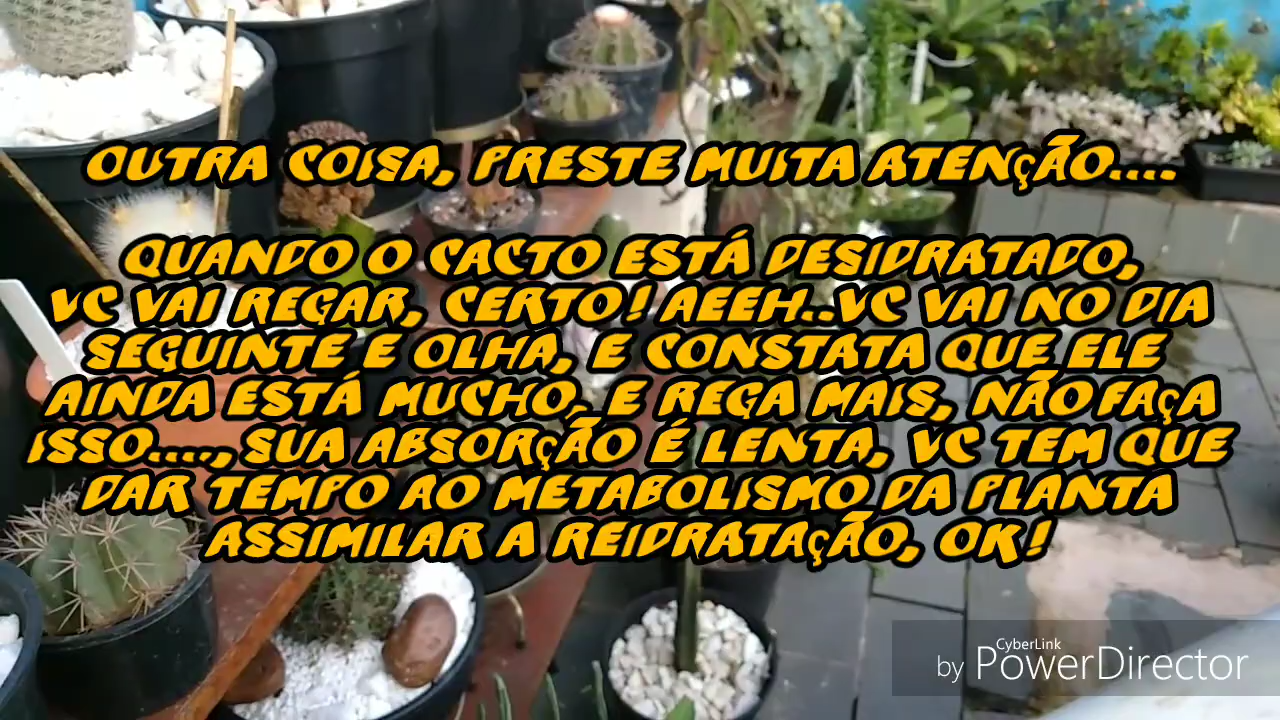 OUTRA COISA, PRESTE MUITA ATENÇÃO....
QUANDO O CACTO ESTÁ DESIDRATADO,
VC VAI REGAR, CERTO! AEEH..VC VAI NO DIA
SEGUINTE E OLHA, E CONSTATA QUE ELE
AINDA ESTÁ MUCHO, E REGA MAIS, NÃO FAÇA
ISSO...., SUA ABSORÇÃO É LENTA, VC TEM QUE
DAR TEMPO AO METABOLISMO DA PLANTA
ASSIMILAR A REIDRATAÇÃO, OK!
CyberLink
by PowerDirector